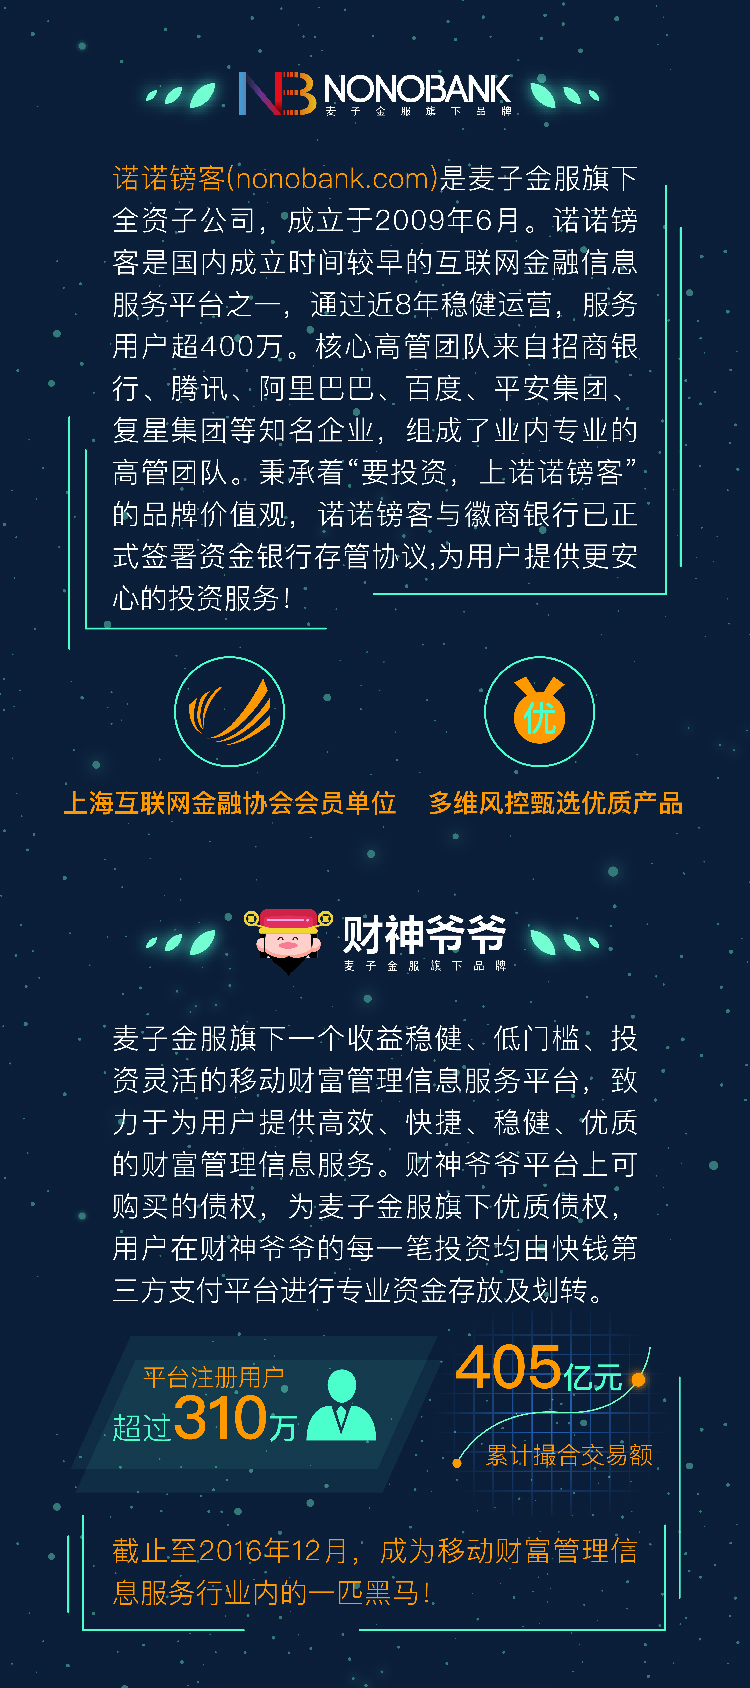 NB NONOBANK
麦子金服旗下品牌
诺诺镑客(nonobank.com)是麦子金服旗下
全资子公司，成立于2009年6月。诺诺镑
客是国内成立时间较早的互联网金融信息
服务平台之一，通过近8年稳健运营，服务
用户超400万。核心高管团队来自招商银
行、腾讯、阿里巴巴、百度、平安集团、
复星集团等知名企业，组成了业内专业的
高管团队。秉承着“要投资，上诺诺镑客”
的品牌价值观，诺诺镑客与徽商银行已正
式签署资金银行存管协议,为用户提供更安
心的投资服务！
优
上海互联网金融协会会员单位
多维风控甄选优质产品
财神爷爷
麦子金服旗下品牌
麦子金服旗下一个收益稳健、低门槛、投
资灵活的移动财富管理信息服务平台，致
力于为用户提供高效、快捷、稳健、优质
的财富管理信息服务。财神爷爷平台上可
购买的债权，为麦子金服旗下优质债权，
用户在财神爷爷的每一笔投资均由快钱第
三方支付平台进行专业资金存放及划转。
平台注册用户
超过310万
405亿元
累计撮合交易额
截止至2016年12月，成为移动财富管理信
息服务行业内的一匹黑马！